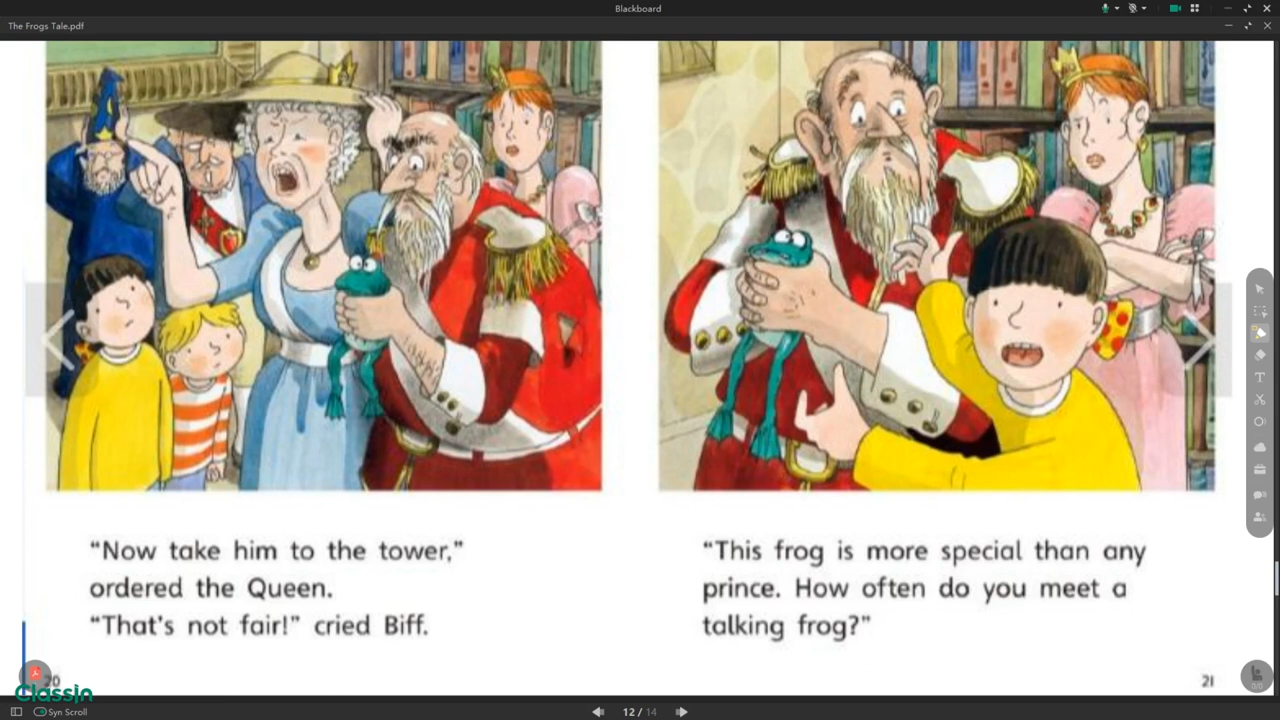 Blackboard
The Frogs Tale.pdf
“Now take him to the tower,”
ordered the Queen.
“That’s not fair!” cried Biff.
20
“This frog is more special than any
prince. How often do you meet a
talking frog?”
21
ClassIn
0/0
Syn Scroll
12 / 14